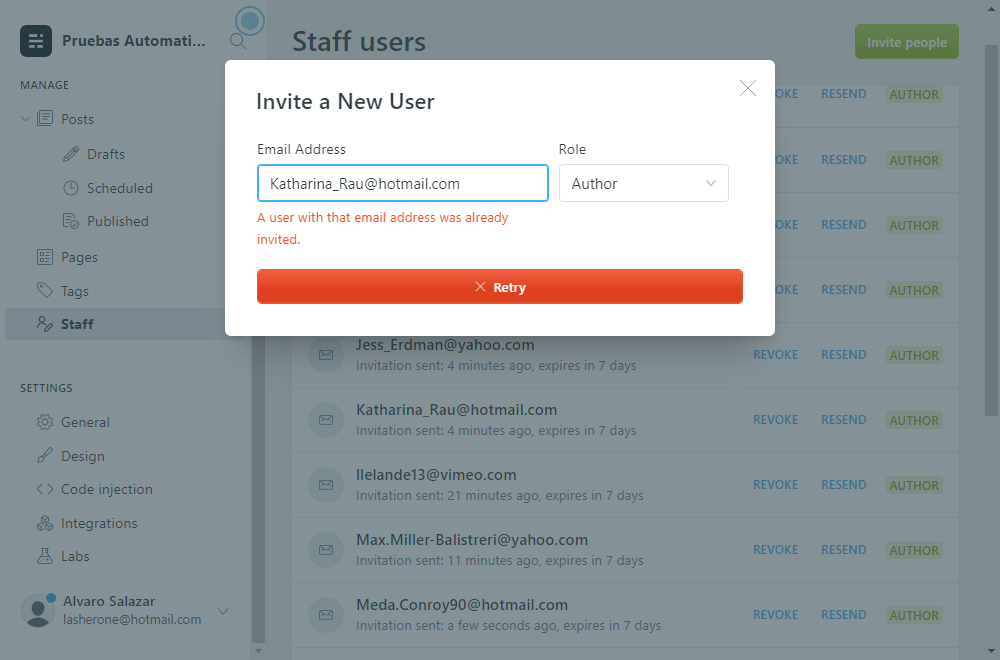 Pruebas Automati...
MANAGE
Posts
Drafts
Scheduled
Published
Pages
Tags
Staff
SETTINGS
General
Design
Code injection
Integrations
Labs
Alvaro Salazar
lasherone@hotmail.com
Staff users
Invite people
Invite a New User
Email Address
Role
Katharina_Rau@hotmail.com
Author
A user with that email address was already
invited.
Retry
OKE RESEND AUTHOR
RESEND AUTHOR
OKE RESEND AUTHOR
OKE RESEND AUTHOR
Jess_Erdman@yahoo.com
Invitation sent: 4 minutes ago, expires in 7 days
REVOKE RESEND AUTHOR
Katharina_Rau@hotmail.com
Invitation sent: 4 minutes ago, expires in 7 days
REVOKE RESEND AUTHOR
llelande13@vimeo.com
Invitation sent: 21 minutes ago, expires in 7 days
REVOKE RESEND AUTHOR
Max.Miller-Balistreri@yahoo.com
Invitation sent: 11 minutes ago, expires in 7 days
REVOKE RESEND AUTHOR
Meda.Conroy90@hotmail.com
Invitation sent: a few seconds ago, expires in 7 days
REVOKE RESEND AUTHOR